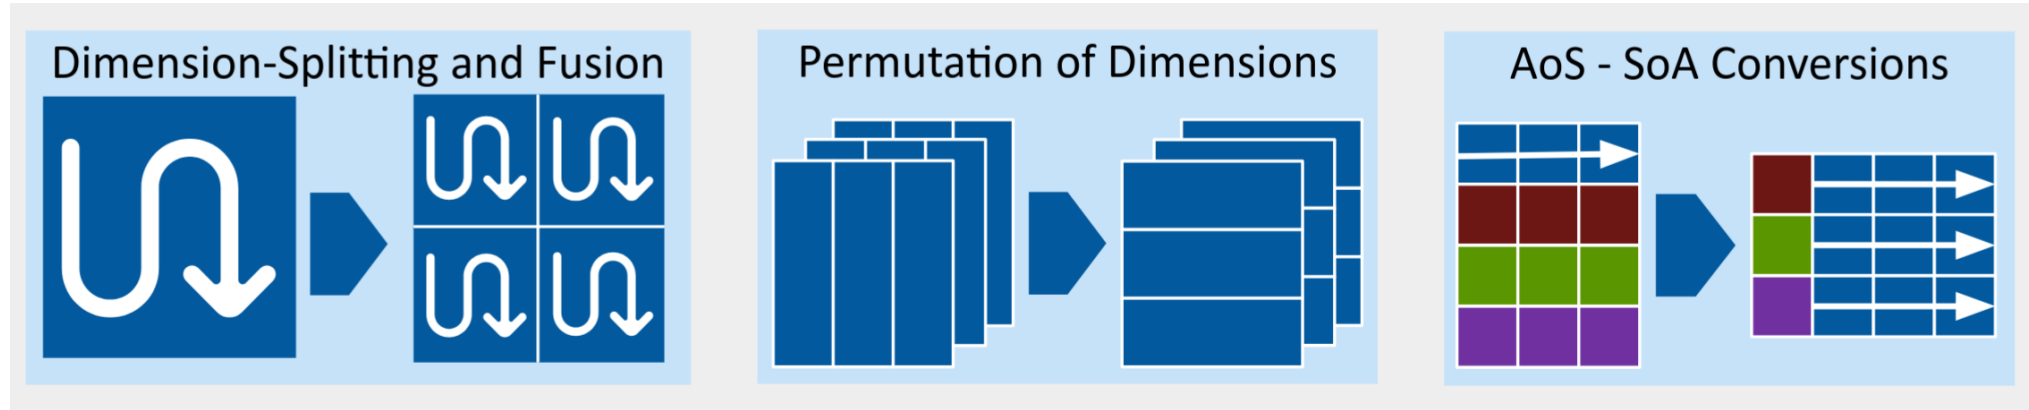 Dimension-Splitting and Fusion
Permutation of Dimensions
AoS - SoA Conversions